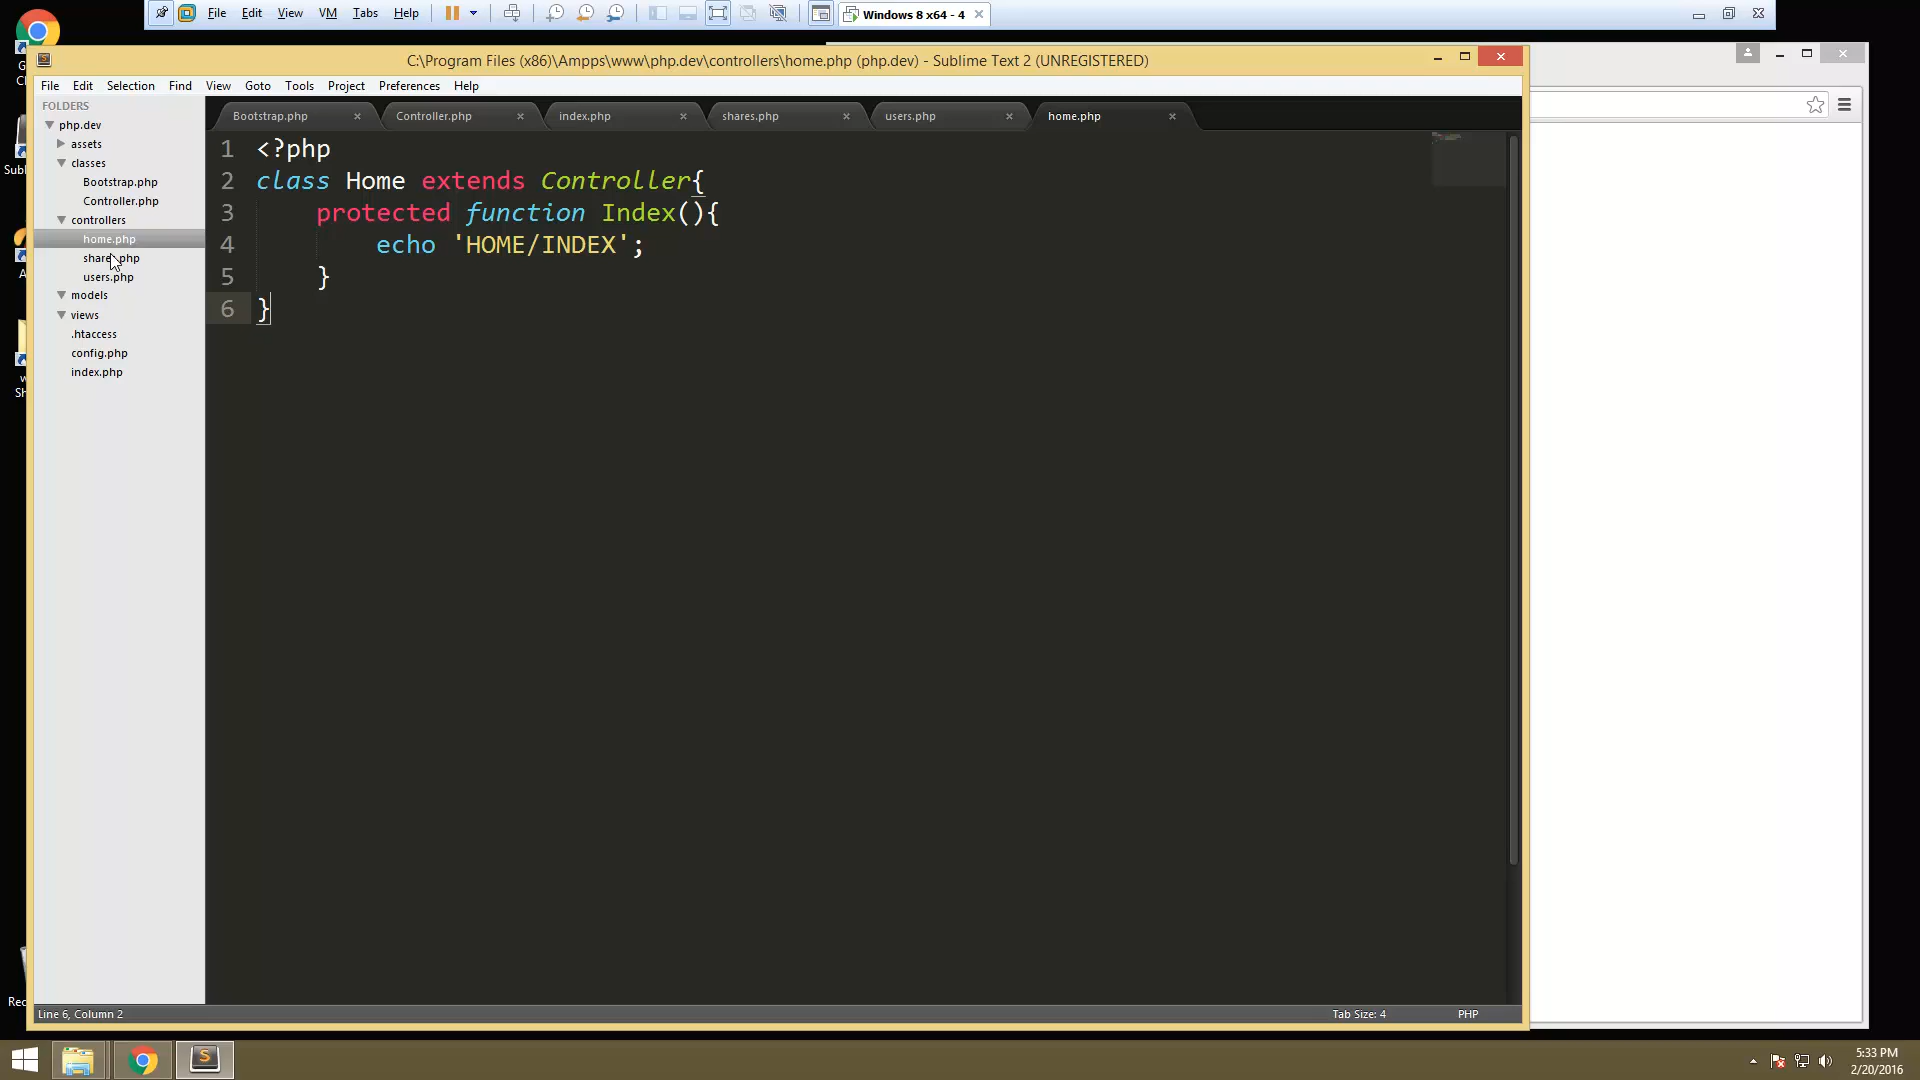 File Edit View VM Tabs Help
Windows 8 x64 - 4
C:\Program Files (x86)\Ampps\www\php.dev\controllers\home.php (php.dev) - Sublime Text 2 (UNREGISTERED)
File Edit Selection Find View Goto Tools Project Preferences Help
FOLDERS
php.dev
assets
classes
Bootstrap.php
Controller.php
controllers
home.php
users.php
models
views
.htaccess
config.php
index.php
Bootstrap.php Controller.php index.php shares.php users.php home.php
1 <?php
2 class Home extends Controller{
3 protected function Index(){
4 echo 'HOME/INDEX';
5 }
6 }
Line 6, Column 2
Tab Size: 4 PHP
5:33 PM
2/20/2016